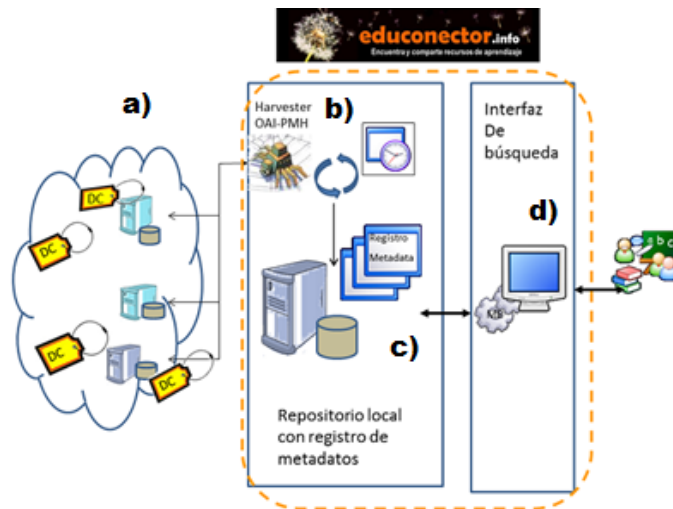 educonector.info
Encuentra y comparte recursos de aprendizaje
a)
Harvester
OAI-PMH
b)
Interfaz
De
búsqueda
DC
DC
DC
DC
Registro
Metadata
c)
d)
a b c
Repositorio local
con registro de
metadatos